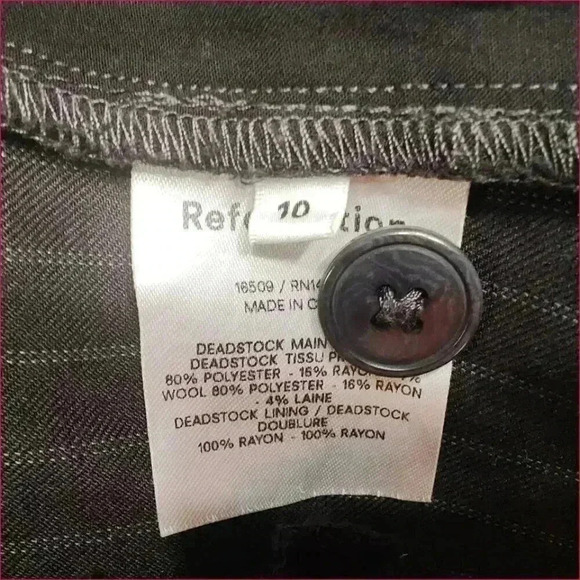 10
16509 / RN14
MADE IN C
DEADSTOCK MAIN
DEADSTOCK TISSU PR
80% POLYESTER - 16% RAYO
WOOL 80% POLYESTER - 16% RAYON
- 4% LAINE
DEADSTOCK LINING / DEADSTOCK
DOUBLURE
100% RAYON - 100% RAYON